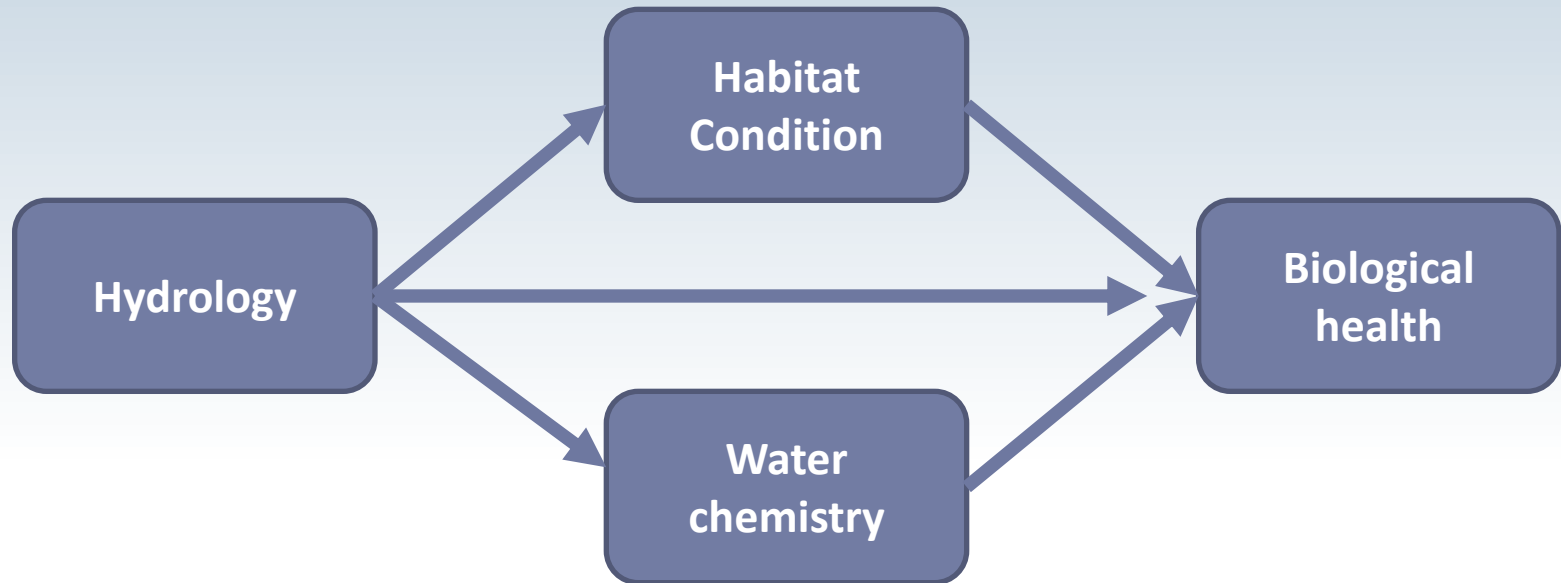 Habitat
Condition
Hydrology
Biological
health
Water
chemistry